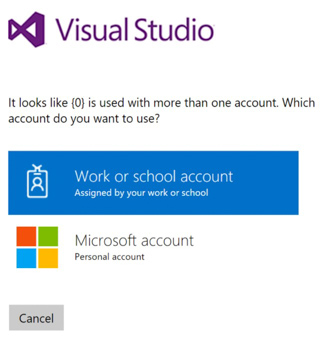 Visual Studio
It looks like {0} is used with more than one account. Which
account do you want to use?
Work or school account
Assigned by your work or school
Microsoft account
Personal account
Cancel